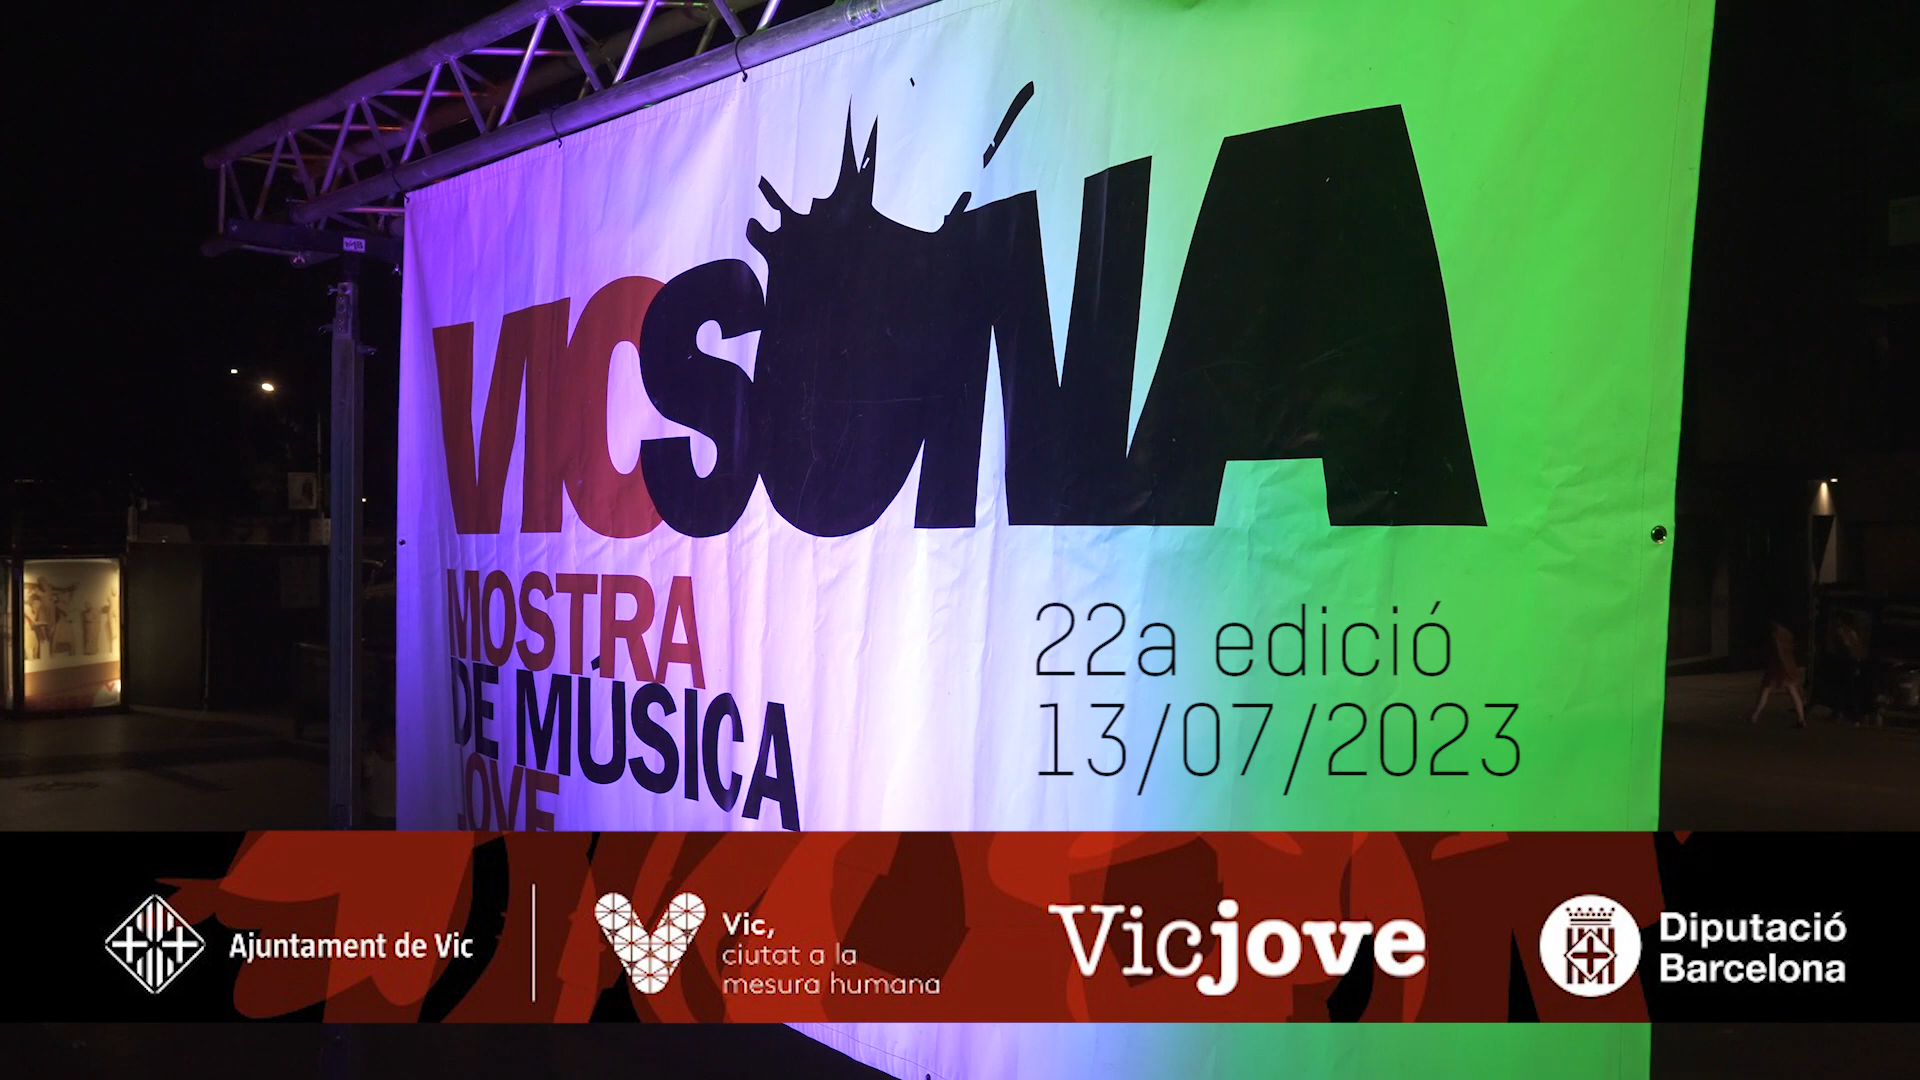 VICSONA
MOSTRA
DE MÚSICA
JOVE
22a edició
13/07/2023
Ajuntament de Vic
Vic,
ciutat a la
mesura humana
Vicjove
Diputació
Barcelona